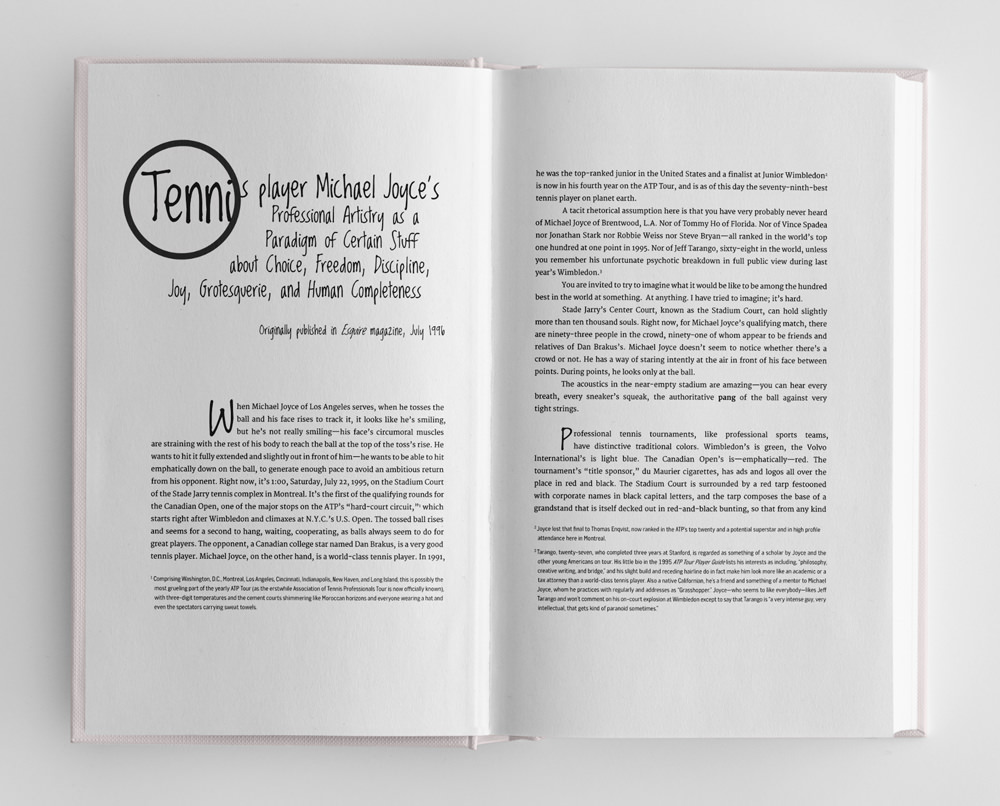 Tennis player Michael Joyce's
Professional Artistry as a
Paradigm of Certain Stuff
about Choice, Freedom, Discipline,
Joy, Grotesquerie, and Human Completeness
Originally published in Esquire magazine, July 1996
When Michael Joyce of Los Angeles serves, when he tosses the
ball and his face rises to track it, it looks like he's smiling,
but he's not really smiling—his face's circumoral muscles
are straining with the rest of his body to reach the ball at the top of the toss's rise. He
wants to hit it fully extended and slightly out in front of him—he wants to be able to hit
emphatically down on the ball, to generate enough pace to avoid an ambitious return
from his opponent. Right now, it's 1:00, Saturday, July 22, 1995, on the Stadium Court
of the Stade Jarry tennis complex in Montreal. It's the first of the qualifying rounds for
the Canadian Open, one of the major stops on the ATP's "hard-court circuit,"¹ which
starts right after Wimbledon and climaxes at N.Y.C.'s U.S. Open. The tossed ball rises
and seems for a second to hang, waiting, cooperating, as balls always seem to do for
great players. The opponent, a Canadian college star named Dan Brakus, is a very good
tennis player. Michael Joyce, on the other hand, is a world-class tennis player. In 1991,
¹ Comprising Washington, D.C., Montreal, Los Angeles, Cincinnati, Indianapolis, New Haven, and Long Island, this is possibly the
most grueling part of the yearly ATP Tour (as the erstwhile Association of Tennis Professionals Tour is now officially known),
with three-digit temperatures and the cement courts shimmering like Moroccan horizons and everyone wearing a hat and
even the spectators carrying sweat towels.
he was the top-ranked junior in the United States and a finalist at Junior Wimbledon²
is now in his fourth year on the ATP Tour, and is as of this day the seventy-ninth-best
tennis player on planet earth.
A tacit rhetorical assumption here is that you have very probably never heard
of Michael Joyce of Brentwood, L.A. Nor of Tommy Ho of Florida. Nor of Vince Spadea
nor Jonathan Stark nor Robbie Weiss nor Steve Bryan—all ranked in the world's top
one hundred at one point in 1995. Nor of Jeff Tarango, sixty-eight in the world, unless
you remember his unfortunate psychotic breakdown in full public view during last
year's Wimbledon.³
You are invited to try to imagine what it would be like to be among the hundred
best in the world at something. At anything. I have tried to imagine; it's hard.
Stade Jarry's Center Court, known as the Stadium Court, can hold slightly
more than ten thousand souls. Right now, for Michael Joyce's qualifying match, there
are ninety-three people in the crowd, ninety-one of whom appear to be friends and
relatives of Dan Brakus's. Michael Joyce doesn't seem to notice whether there's a
crowd or not. He has a way of staring intently at the air in front of his face between
points. During points, he looks only at the ball.
The acoustics in the near-empty stadium are amazing—you can hear every
breath, every sneaker's squeak, the authoritative pang of the ball against very
tight strings.
Professional tennis tournaments, like professional sports teams,
have distinctive traditional colors. Wimbledon's is green, the Volvo
International's is light blue. The Canadian Open's is—emphatically—red. The
tournament's "title sponsor," du Maurier cigarettes, has ads and logos all over the
place in red and black. The Stadium Court is surrounded by a red tarp festooned
with corporate names in black capital letters, and the tarp composes the base of a
grandstand that is itself decked out in red-and-black bunting, so that from any kind
² Joyce lost that final to Thomas Enqvist, now ranked in the ATP's top twenty and a potential superstar and in high profile
attendance here in Montreal.
³ Tarango, twenty-seven, who completed three years at Stanford, is regarded as something of a scholar by Joyce and the
other young Americans on tour. His little bio in the 1995 ATP Tour Player Guide lists his interests as including, "philosophy,
creative writing, and bridge," and his slight build and receding hairline do in fact make him look more like an academic or a
tax attorney than a world-class tennis player. Also a native Californian, he's a friend and something of a mentor to Michael
Joyce, whom he practices with regularly and addresses as "Grasshopper." Joyce—who seems to like everybody—likes Jeff
Tarango and won't comment on his on-court explosion at Wimbledon except to say that Tarango is "a very intense guy, very
intellectual, that gets kind of paranoid sometimes."